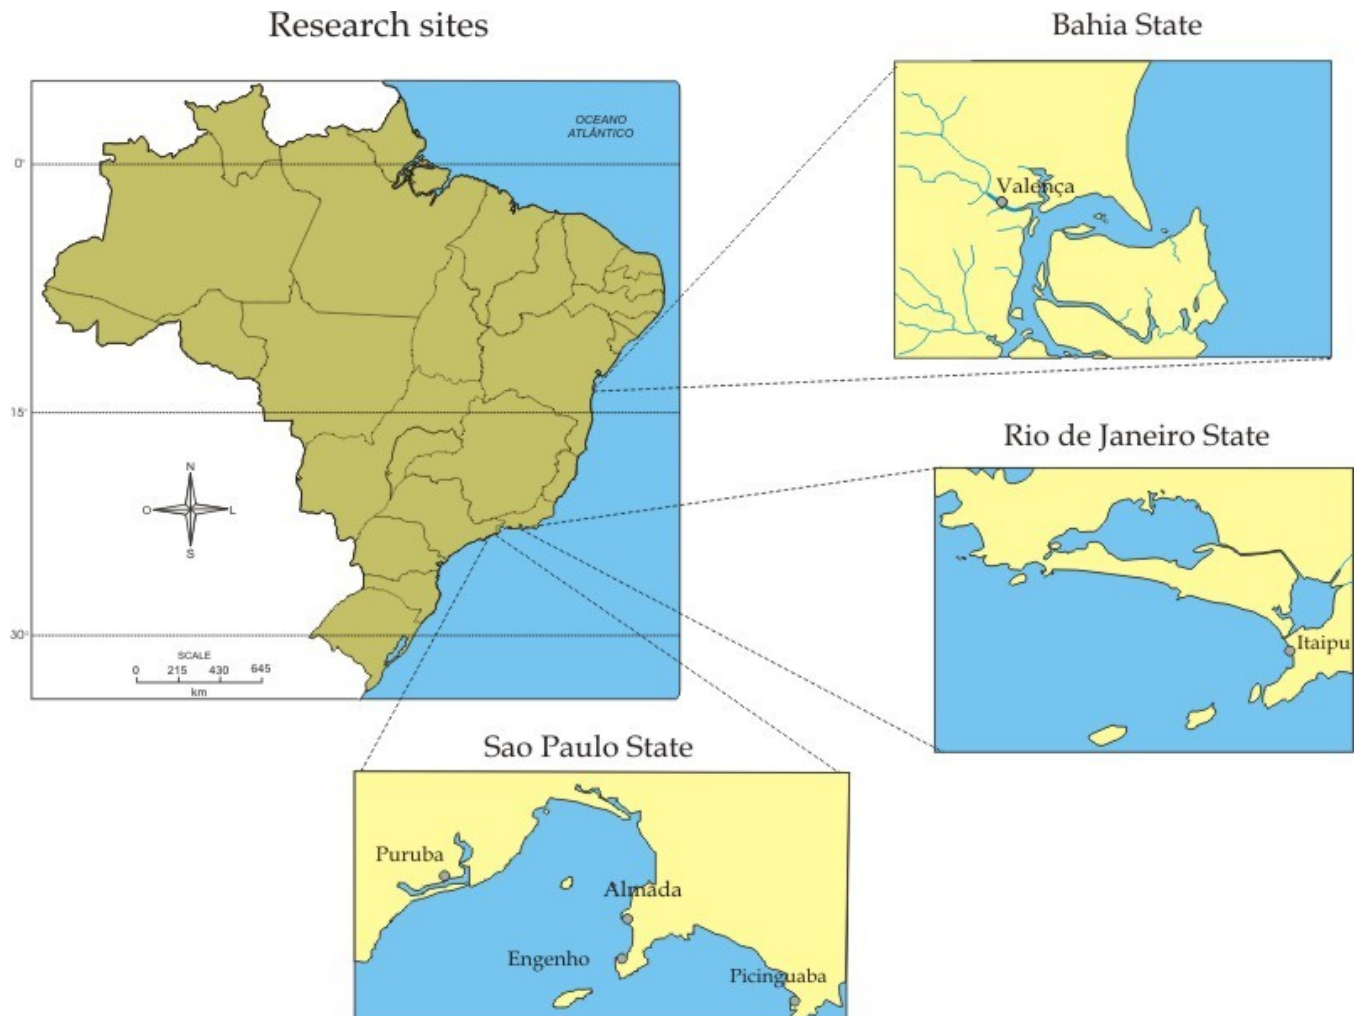 Research sites
Bahia State
OCEANO
ATLÂNTICO
0°
Valença
15°
Rio de Janeiro State
N
O
L
S
30°
SCALE
0 215 430 645
km
Itaipu
Sao Paulo State
Puruba
Almada
Engenho
Picinguaba